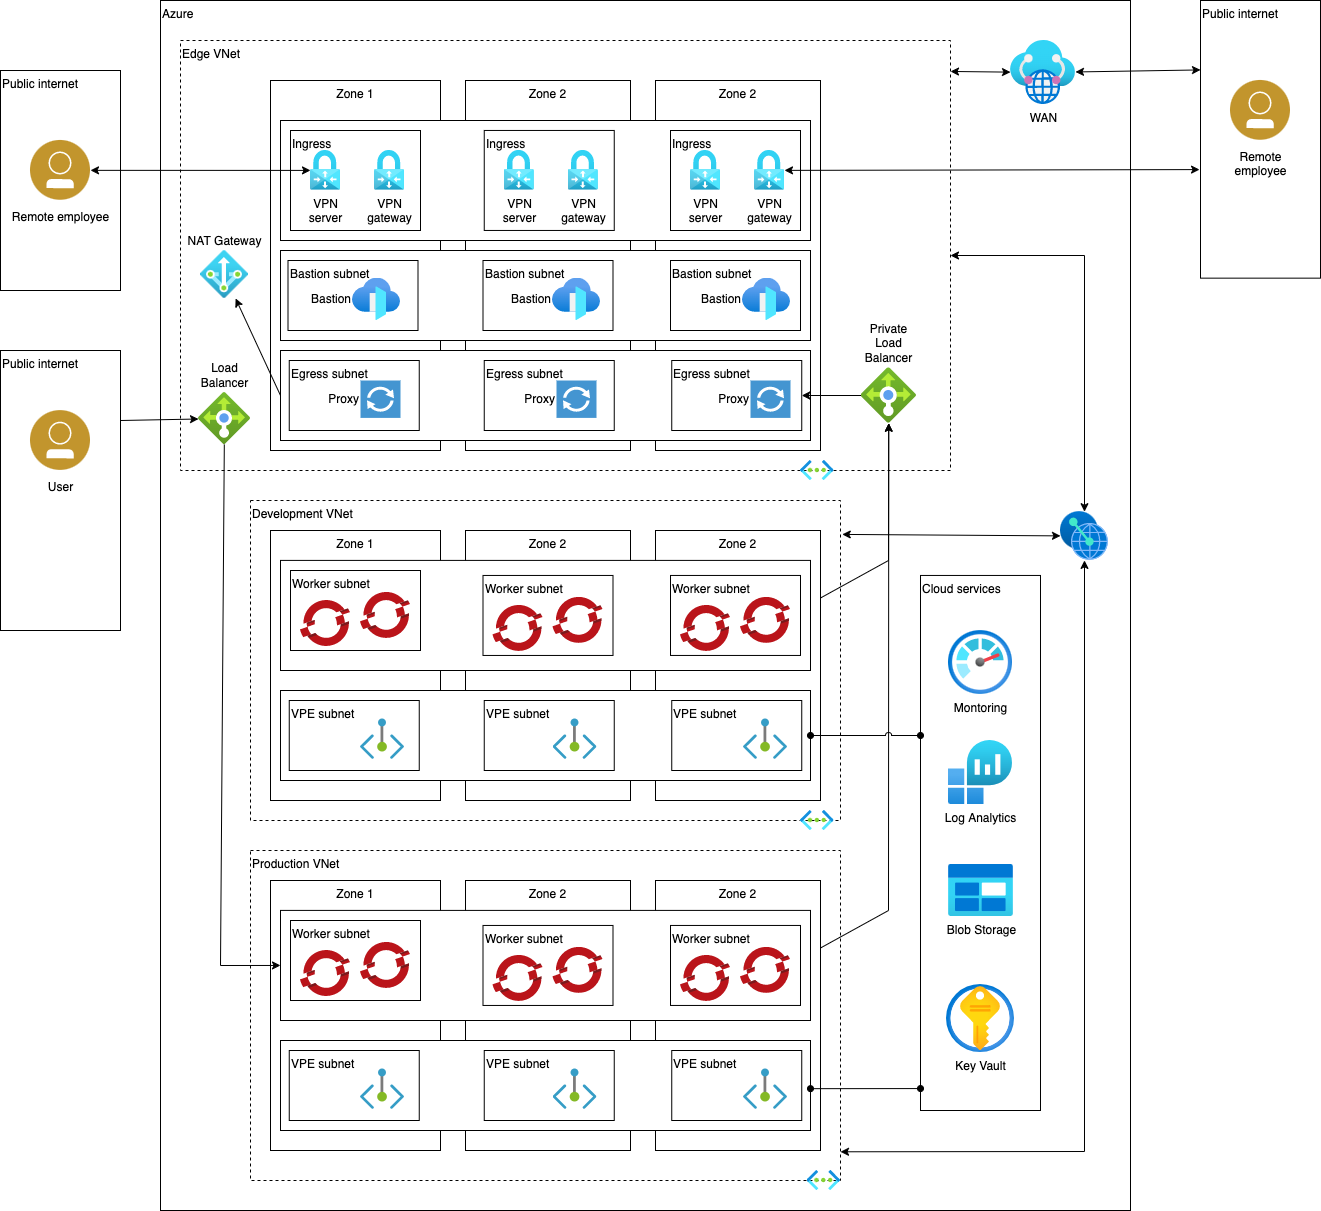 Azure
Public internet
Edge VNet
Public internet
Zone 1
Zone 2
Zone 2
WAN
Ingress
Ingress
Ingress
Remote
employee
VPN
server
VPN
gateway
VPN
server
VPN
gateway
VPN
server
VPN
gateway
Remote employee
NAT Gateway
Bastion subnet
Bastion
Bastion subnet
Bastion
Bastion subnet
Bastion
Private
Load
Balancer
Public internet
Load
Balancer
Egress subnet
Proxy
Egress subnet
Proxy
Egress subnet
Proxy
User
Development VNet
Zone 1
Zone 2
Zone 2
Worker subnet
Worker subnet
Worker subnet
Cloud services
VPE subnet
VPE subnet
VPE subnet
Montoring
Log Analytics
Production VNet
Zone 1
Zone 2
Zone 2
Blob Storage
Worker subnet
Worker subnet
Worker subnet
VPE subnet
VPE subnet
VPE subnet
Key Vault